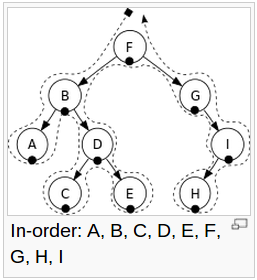 F
B G
A D I
C E H
In-order: A, B, C, D, E, F,
G, H, I